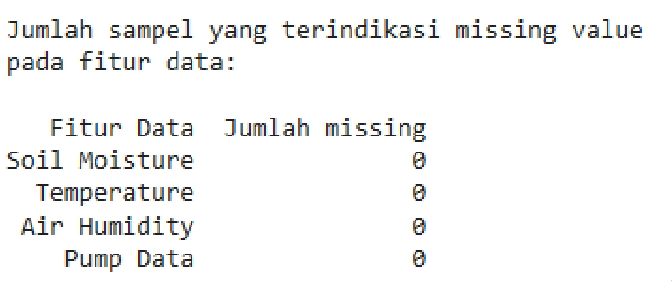 Jumlah sampel yang terindikasi missing value
pada fitur data:
Fitur Data Jumlah missing
Soil Moisture 0
Temperature 0
Air Humidity 0
Pump Data 0